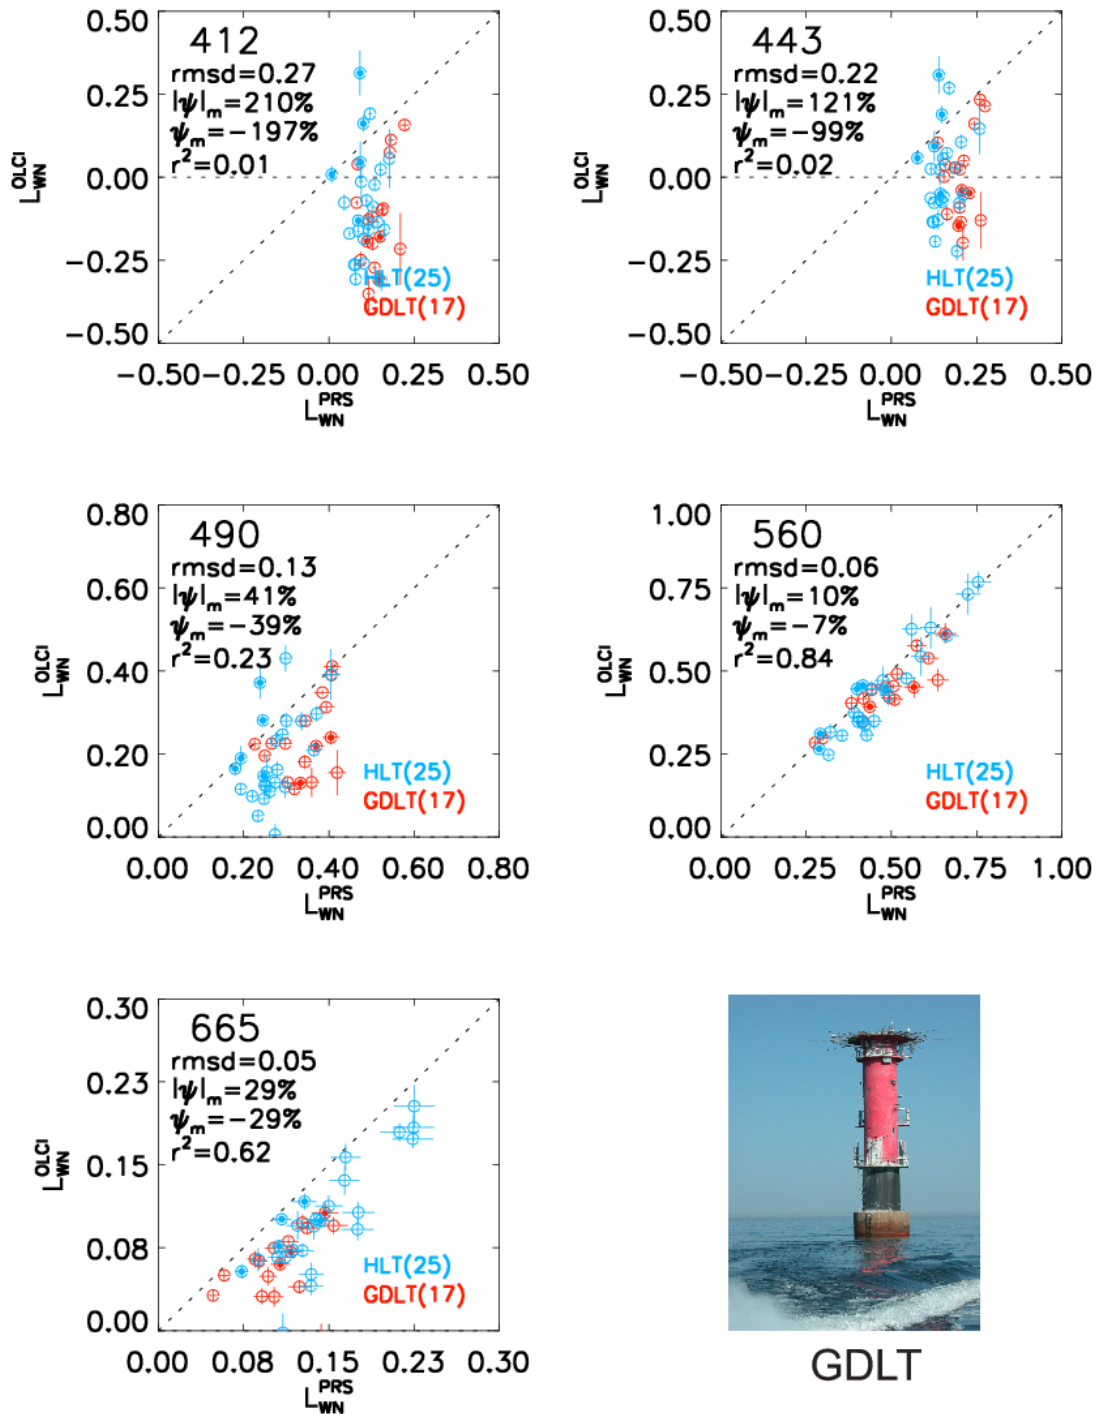 0.50
412
rmsd=0.27
|ψ|m=210%
ψm=-197%
r²=0.01
0.25
0.00
-0.25
-0.50
L_WN^OLCI
HLT(25)
GDLT(17)
-0.50 -0.25 0.00 0.25 0.50
L_WN^PRS
0.50
443
rmsd=0.22
|ψ|m=121%
ψm=-99%
r²=0.02
0.25
0.00
-0.25
-0.50
L_WN^OLCI
HLT(25)
GDLT(17)
-0.50 -0.25 0.00 0.25 0.50
L_WN^PRS
0.80
490
rmsd=0.13
|ψ|m=41%
ψm=-39%
r²=0.23
0.60
0.40
0.20
0.00
L_WN^OLCI
HLT(25)
GDLT(17)
0.00 0.20 0.40 0.60 0.80
L_WN^PRS
1.00
560
rmsd=0.06
|ψ|m=10%
ψm=-7%
r²=0.84
0.75
0.50
0.25
0.00
L_WN^OLCI
HLT(25)
GDLT(17)
0.00 0.25 0.50 0.75 1.00
L_WN^PRS
0.30
665
rmsd=0.05
|ψ|m=29%
ψm=-29%
r²=0.62
0.23
0.15
0.08
0.00
L_WN^OLCI
HLT(25)
GDLT(17)
0.00 0.08 0.15 0.23 0.30
L_WN^PRS
GDLT